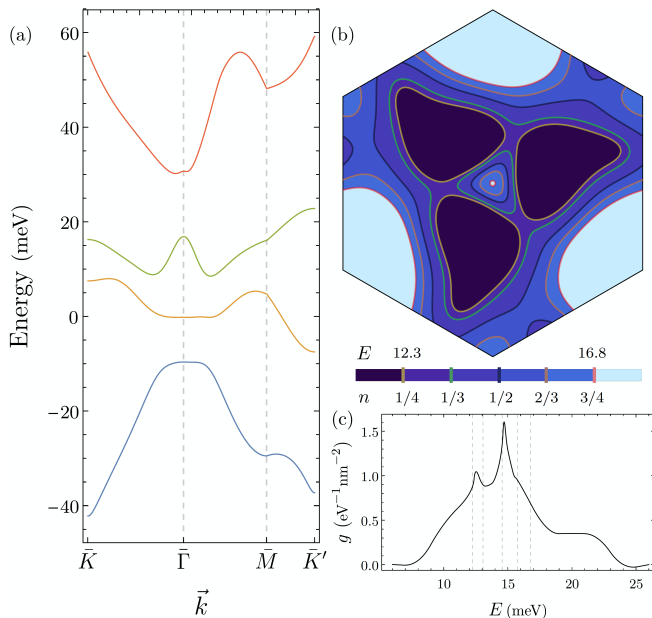 (a)
60
40
20
0
−20
−40
Energy (meV)
K̄ Γ̄ M̄ K̄′
k⃗
(b)
E 12.3 16.8
n 1/4 1/3 1/2 2/3 3/4
(c)
1.5
1.0
0.5
0.0
g (eV⁻¹nm⁻²)
10 15 20 25
E (meV)